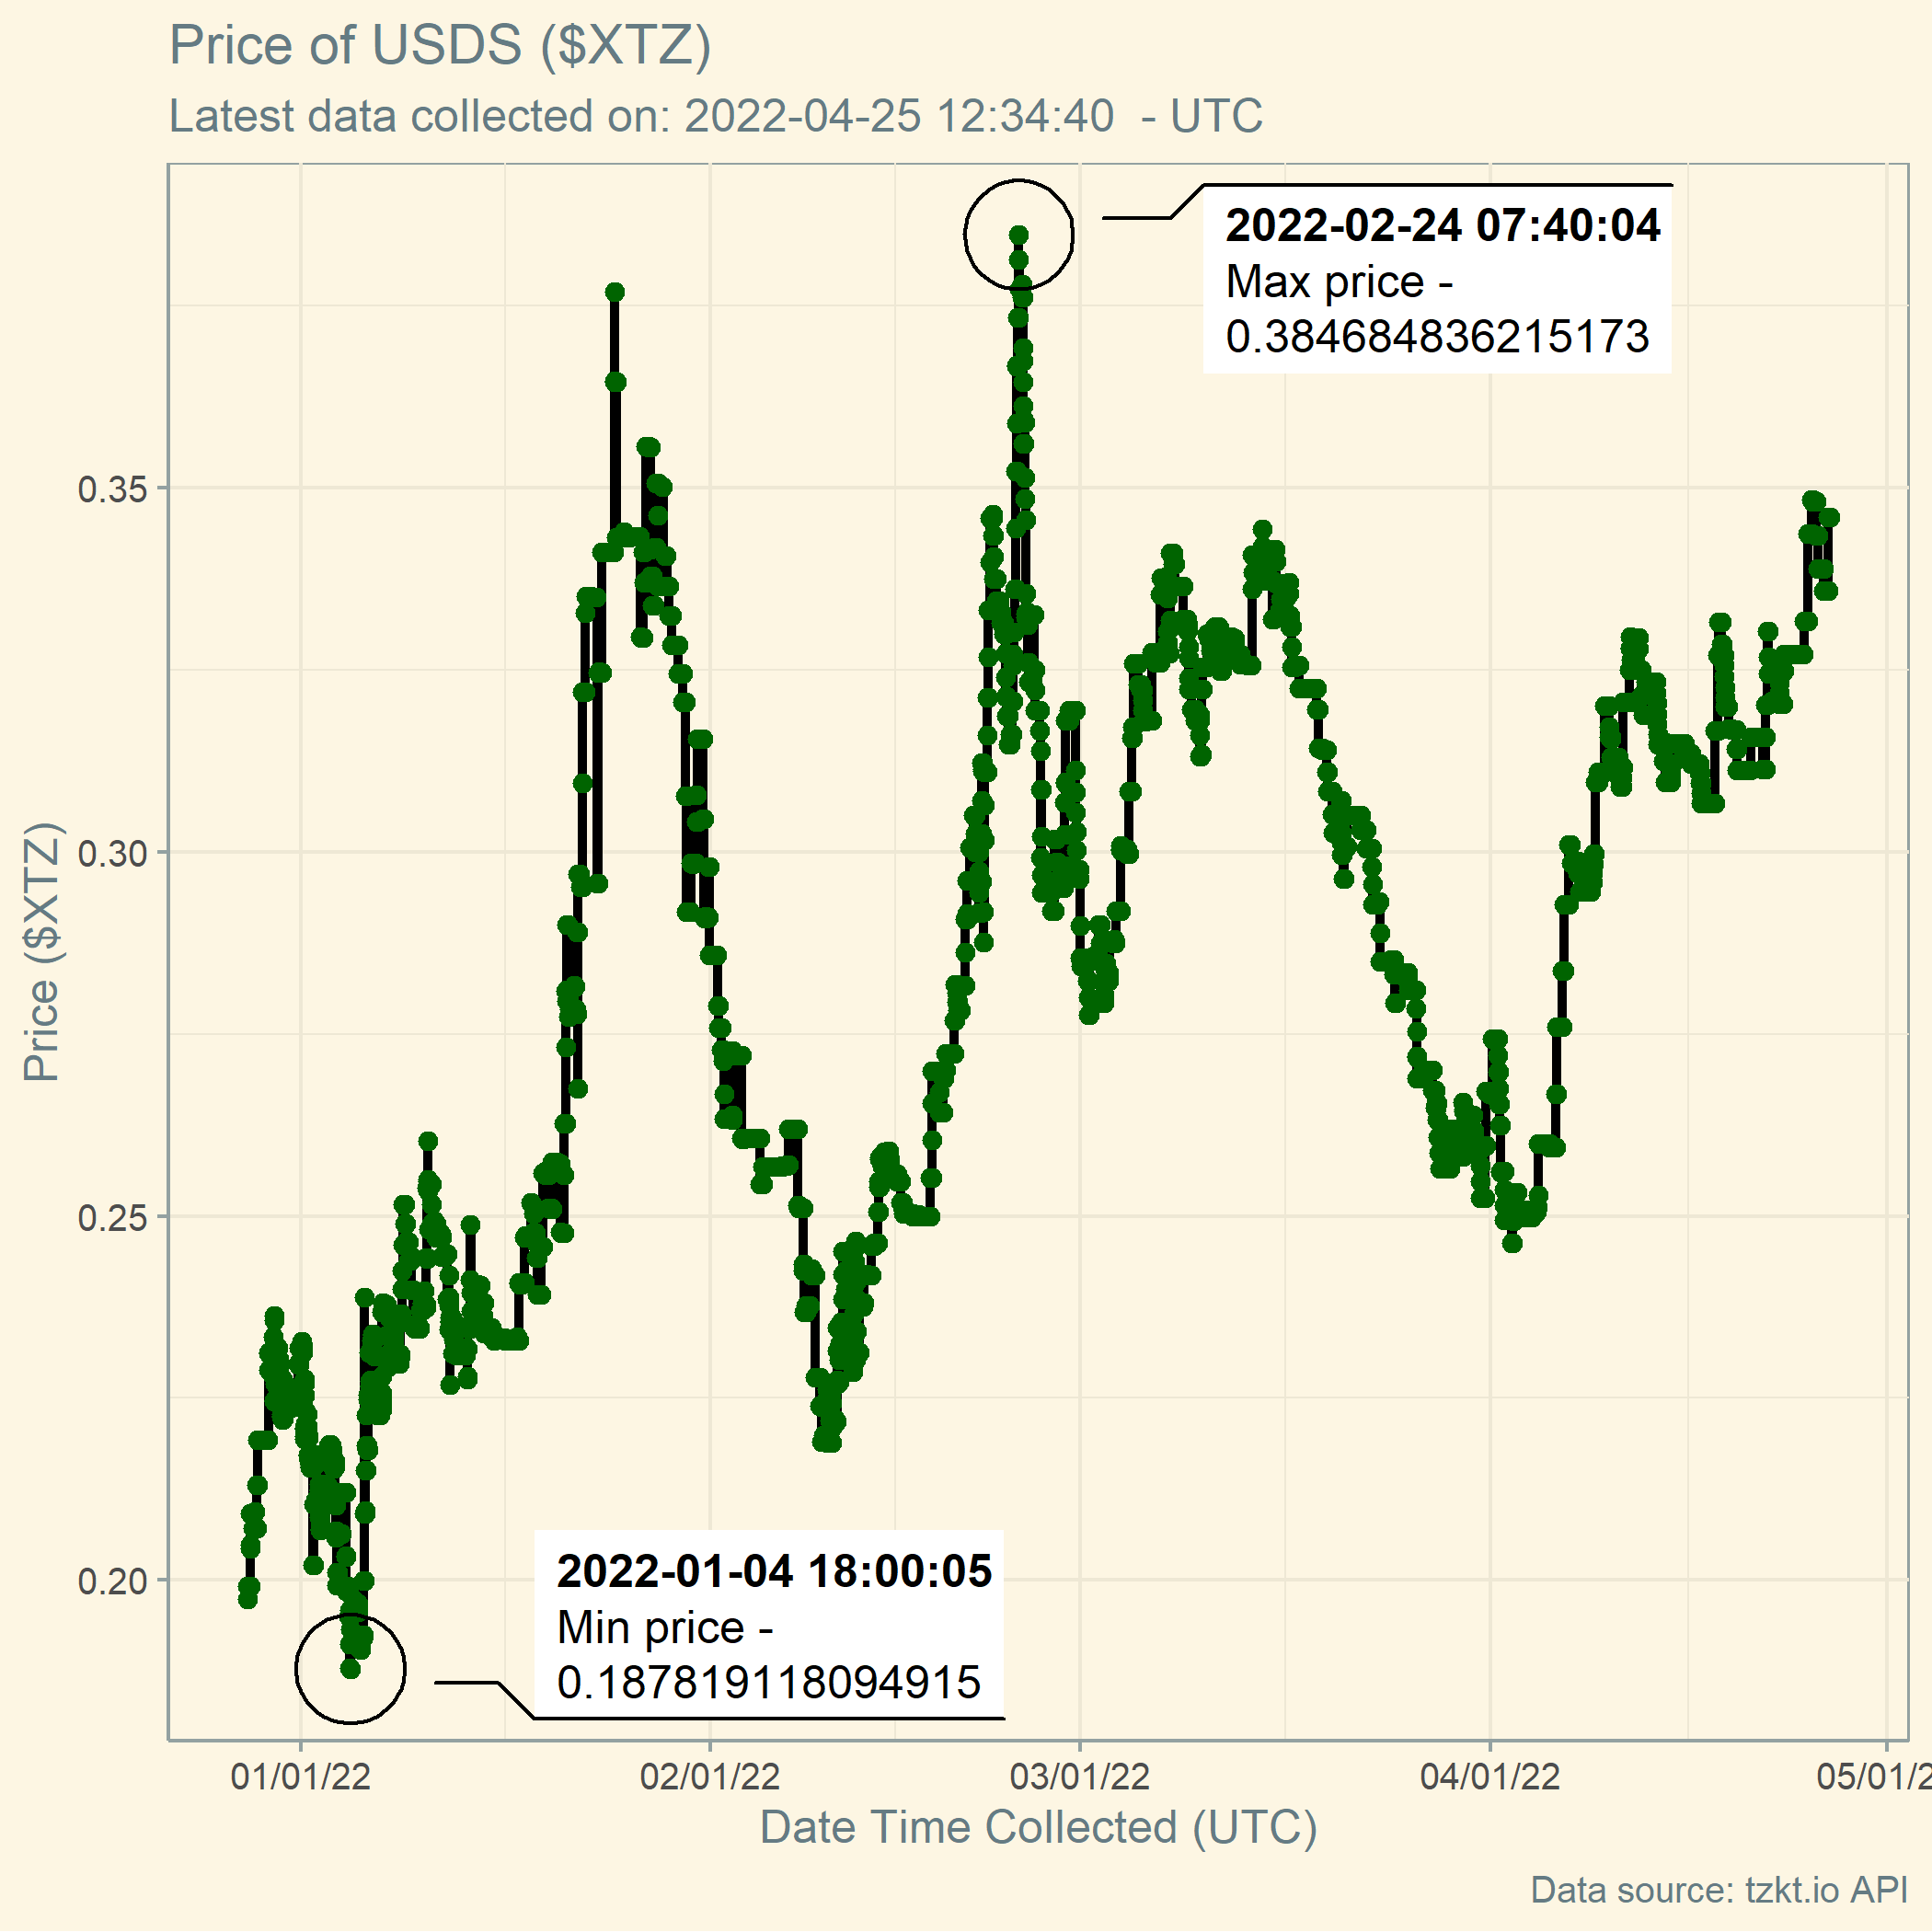 Price of USDS ($XTZ)
Latest data collected on: 2022-04-25 12:34:40  - UTC
2022-02-24 07:40:04
Max price -
0.384684836215173
0.35
0.30
0.25
0.20
Price ($XTZ)
2022-01-04 18:00:05
Min price -
0.187819118094915
01/01/22 02/01/22 03/01/22 04/01/22 05/01/2
Date Time Collected (UTC)
Data source: tzkt.io API